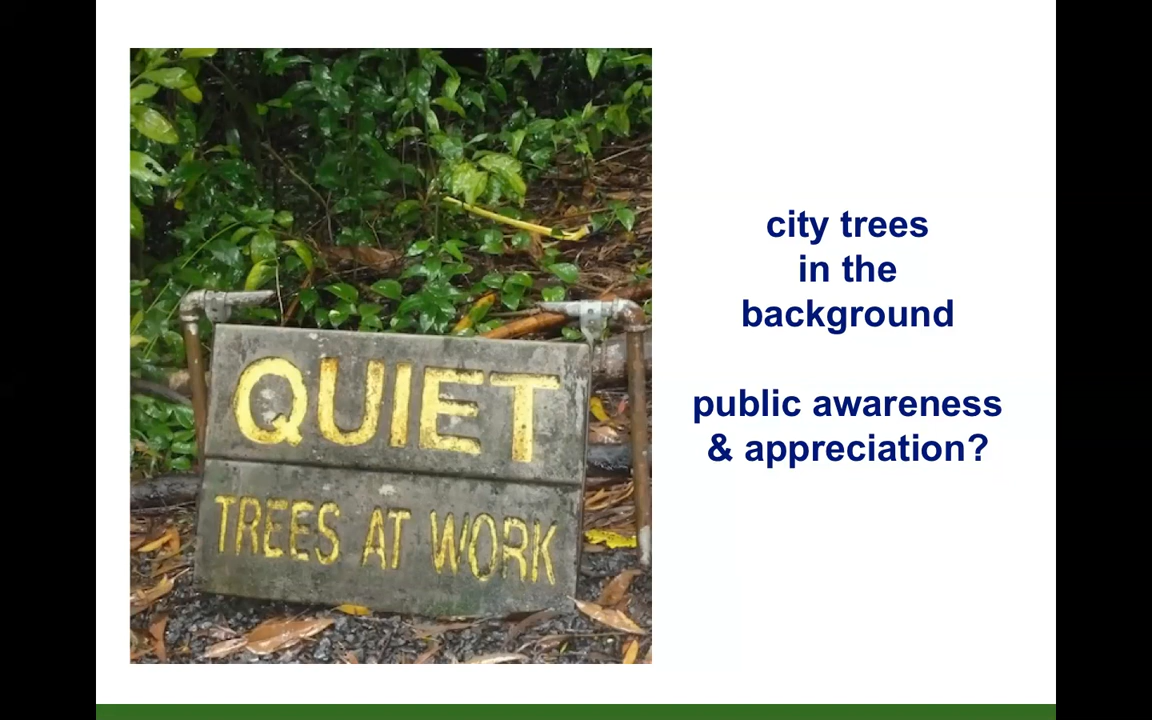 QUIET
TREES AT WORK
city trees
in the
background
public awareness
& appreciation?